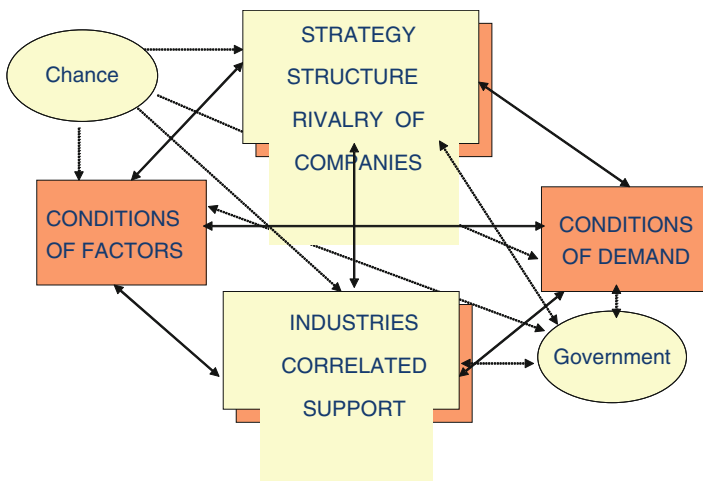 STRATEGY
STRUCTURE
RIVALRY OF
COMPANIES
Chance
CONDITIONS
OF FACTORS
CONDITIONS
OF DEMAND
INDUSTRIES
CORRELATED
SUPPORT
Government